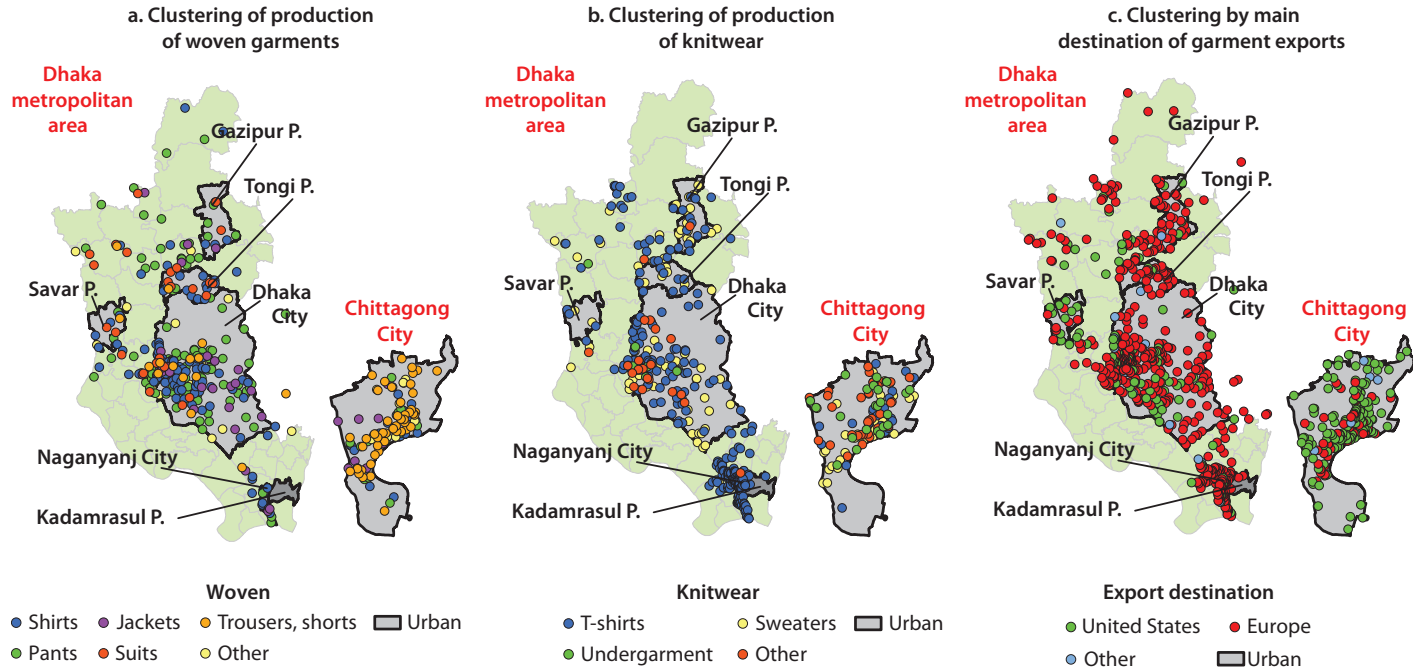 a. Clustering of production
of woven garments
Dhaka
metropolitan
area
Gazipur P.
Tongi P.
Savar P.
Dhaka
City
Chittagong
City
Naganyanj City
Kadamrasul P.
Woven
Shirts
Jackets
Trousers, shorts
Urban
Pants
Suits
Other
b. Clustering of production
of knitwear
Dhaka
metropolitan
area
Gazipur P.
Tongi P.
Savar P.
Dhaka
City
Chittagong
City
Naganyanj City
Kadamrasul P.
Knitwear
T-shirts
Sweaters
Urban
Undergarment
Other
c. Clustering by main
destination of garment exports
Dhaka
metropolitan
area
Gazipur P.
Tongi P.
Savar P.
Dhaka
City
Chittagong
City
Naganyanj City
Kadamrasul P.
Export destination
United States
Europe
Other
Urban